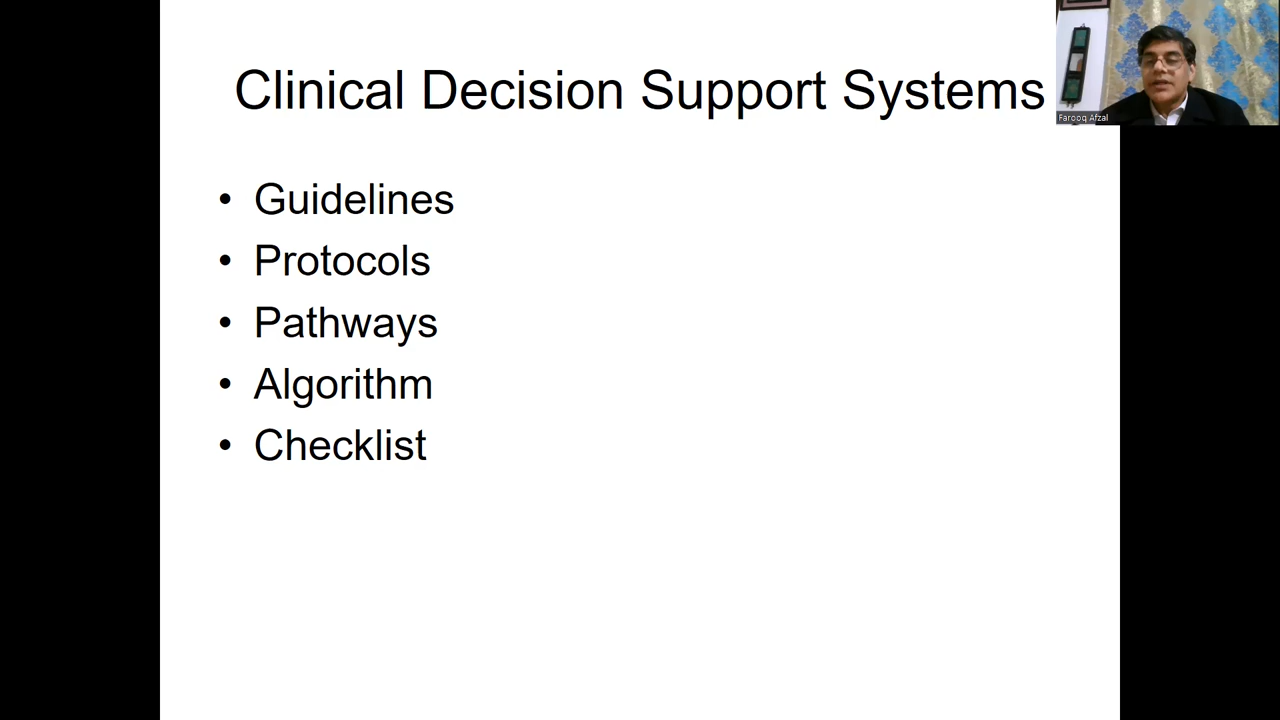 Clinical Decision Support Systems
Farooq Afzal
• Guidelines
• Protocols
• Pathways
• Algorithm
• Checklist